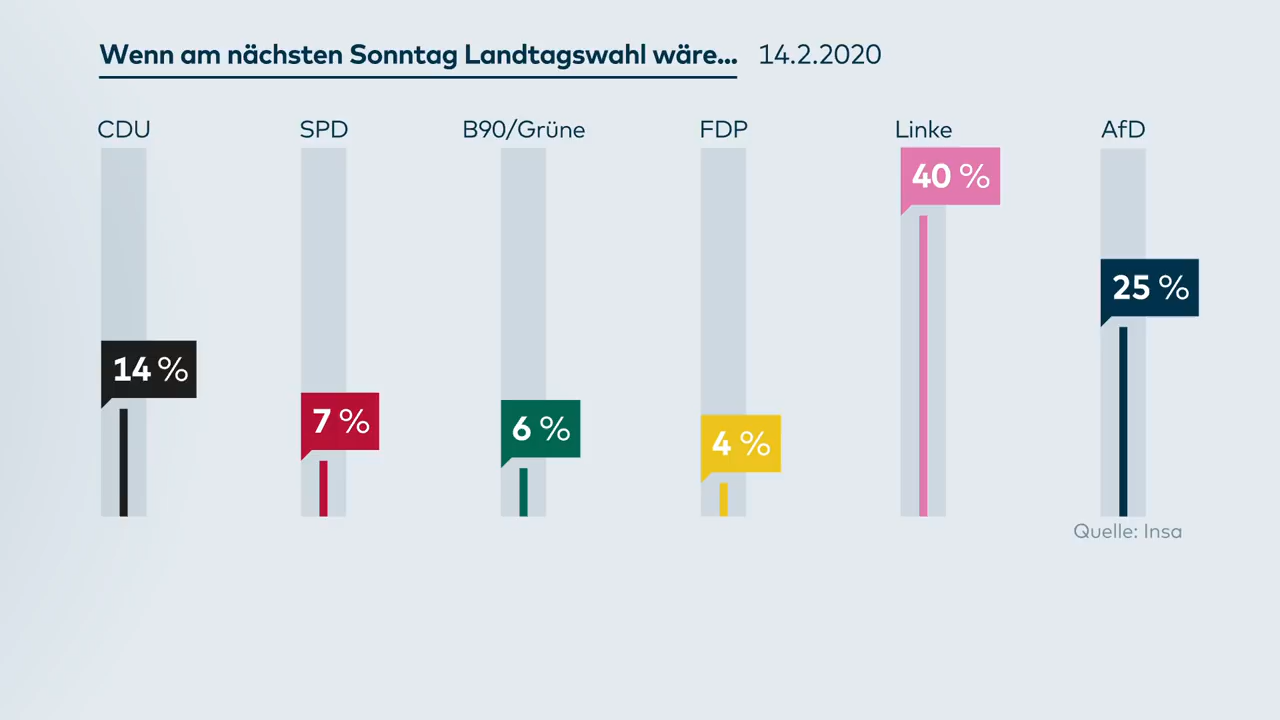 Wenn am nächsten Sonntag Landtagswahl wäre... 14.2.2020
CDU SPD B90/Grüne FDP Linke AfD
14 % 7 % 6 % 4 % 40 % 25 %
Quelle: Insa